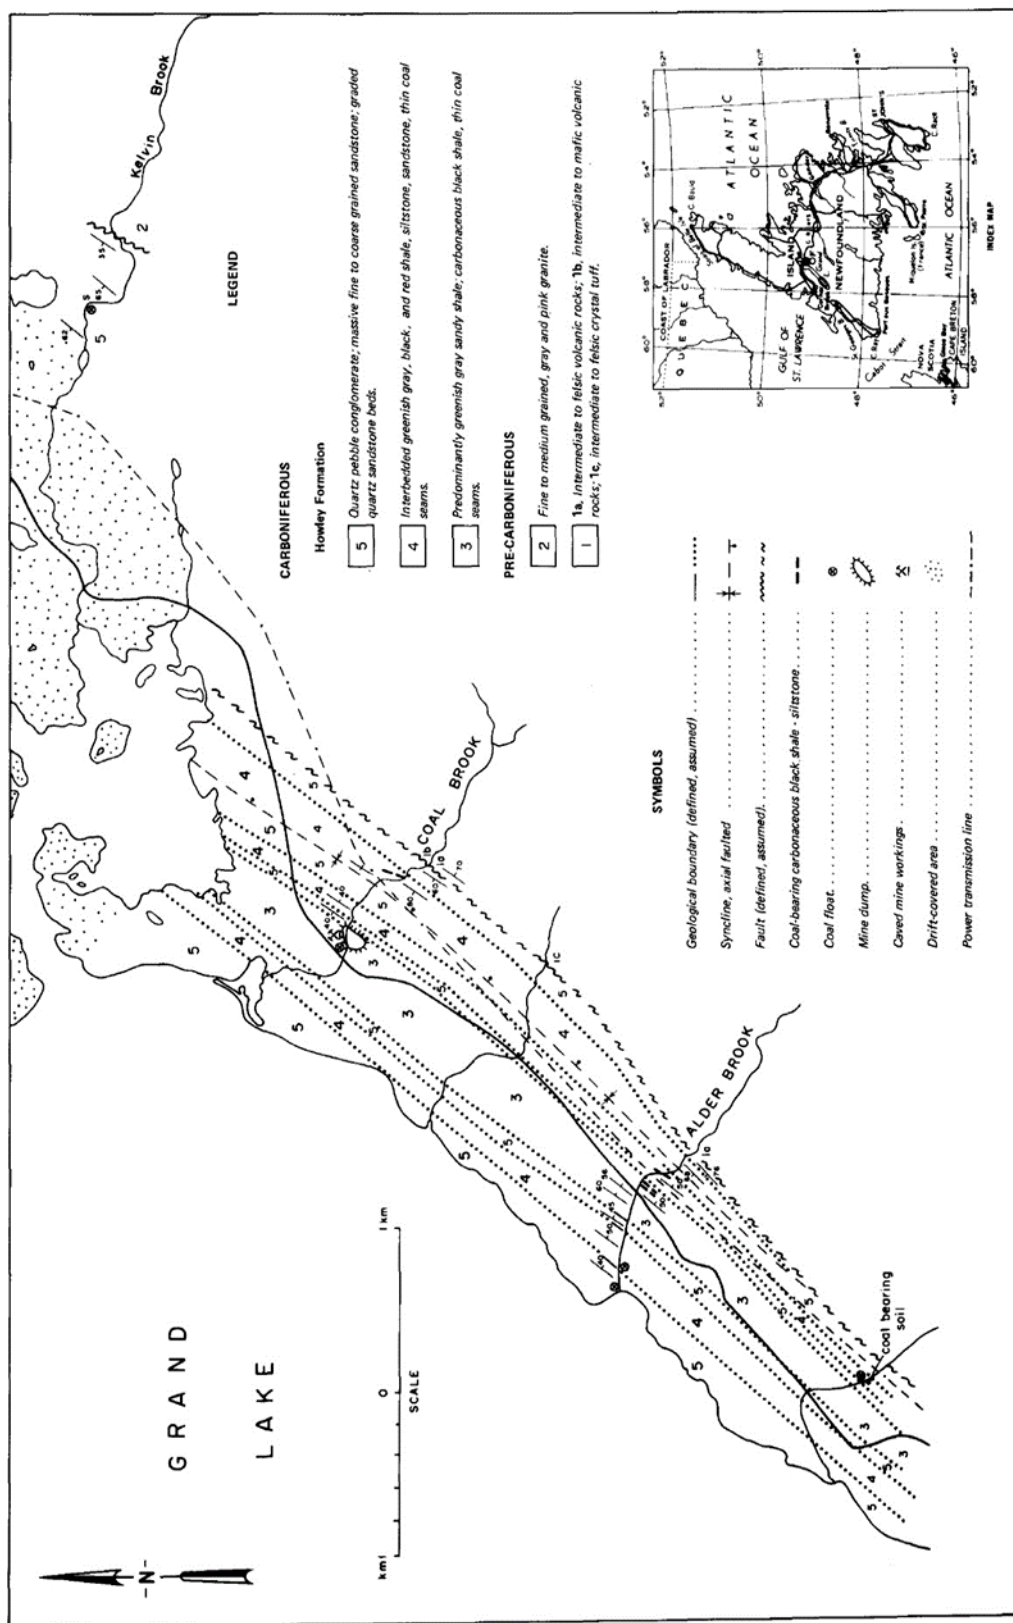 GRAND
LAKE
-N-
km 1
0
1 km
SCALE
Kelvin Brook
COAL BROOK
ALDER BROOK
coal bearing
soil
LEGEND
CARBONIFEROUS
Howley Formation
5 Quartz pebble conglomerate; massive fine to coarse grained sandstone; graded
quartz sandstone beds.
4 Interbedded greenish gray, black, and red shale, siltstone, sandstone, thin coal
seams.
3 Predominantly greenish gray sandy shale; carbonaceous black shale, thin coal
seams.
PRE-CARBONIFEROUS
2 Fine to medium grained, gray and pink granite.
1 1a, Intermediate to felsic volcanic rocks; 1b, intermediate to mafic volcanic
rocks; 1c, intermediate to felsic crystal tuff.
SYMBOLS
Geological boundary (defined, assumed)
Syncline, axial faulted
Fault (defined, assumed)
Coal-bearing carbonaceous black shale - siltstone
Coal float
Mine dump
Caved mine workings
Drift-covered area
Power transmission line
COAST OF LABRADOR
QUEBEC
ATLANTIC
OCEAN
GULF OF
ST. LAWRENCE
ISLAND
OF
NEWFOUNDLAND
Cabot Strait
NOVA
SCOTIA
CAPE BRETON
ISLAND
ATLANTIC OCEAN
INDEX MAP